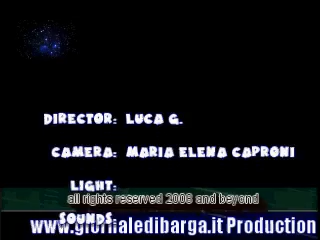 DIRECTOR: LUCA G.
CAMERA: MARIA ELENA CAPRONI
LIGHT:
all rights reserved 2008 and beyond
SOUNDS:
www.giornaledibarga.it Production